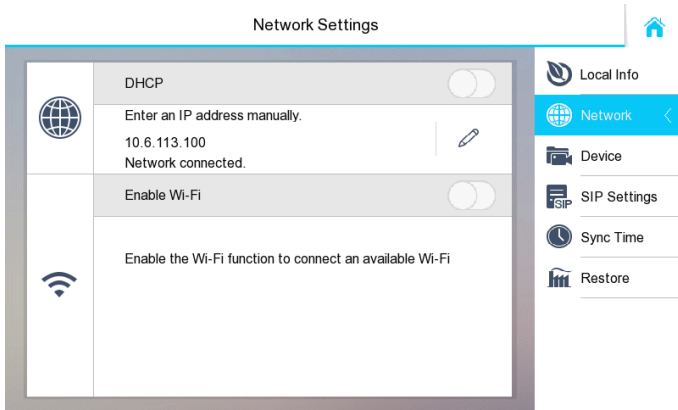 Network Settings
DHCP
Enter an IP address manually.
10.6.113.100
Network connected.
Enable Wi-Fi
Enable the Wi-Fi function to connect an available Wi-Fi
Local Info
Network
Device
SIP
SIP Settings
Sync Time
Restore